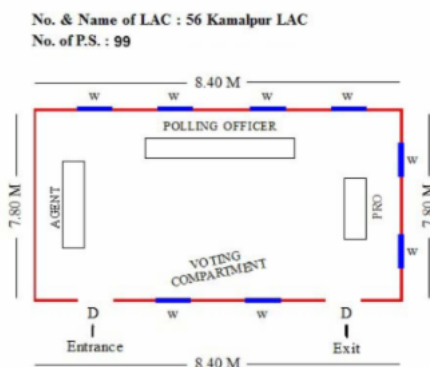 No. & Name of LAC : 56 Kamalpur LAC
No. of P.S. : 99
8.40 M
W W W W
POLLING OFFICER
7.80 M
AGENT
PRO
W
7.80 M
VOTING
COMPARTMENT
W
D W W D
Entrance
Exit
8.40 M